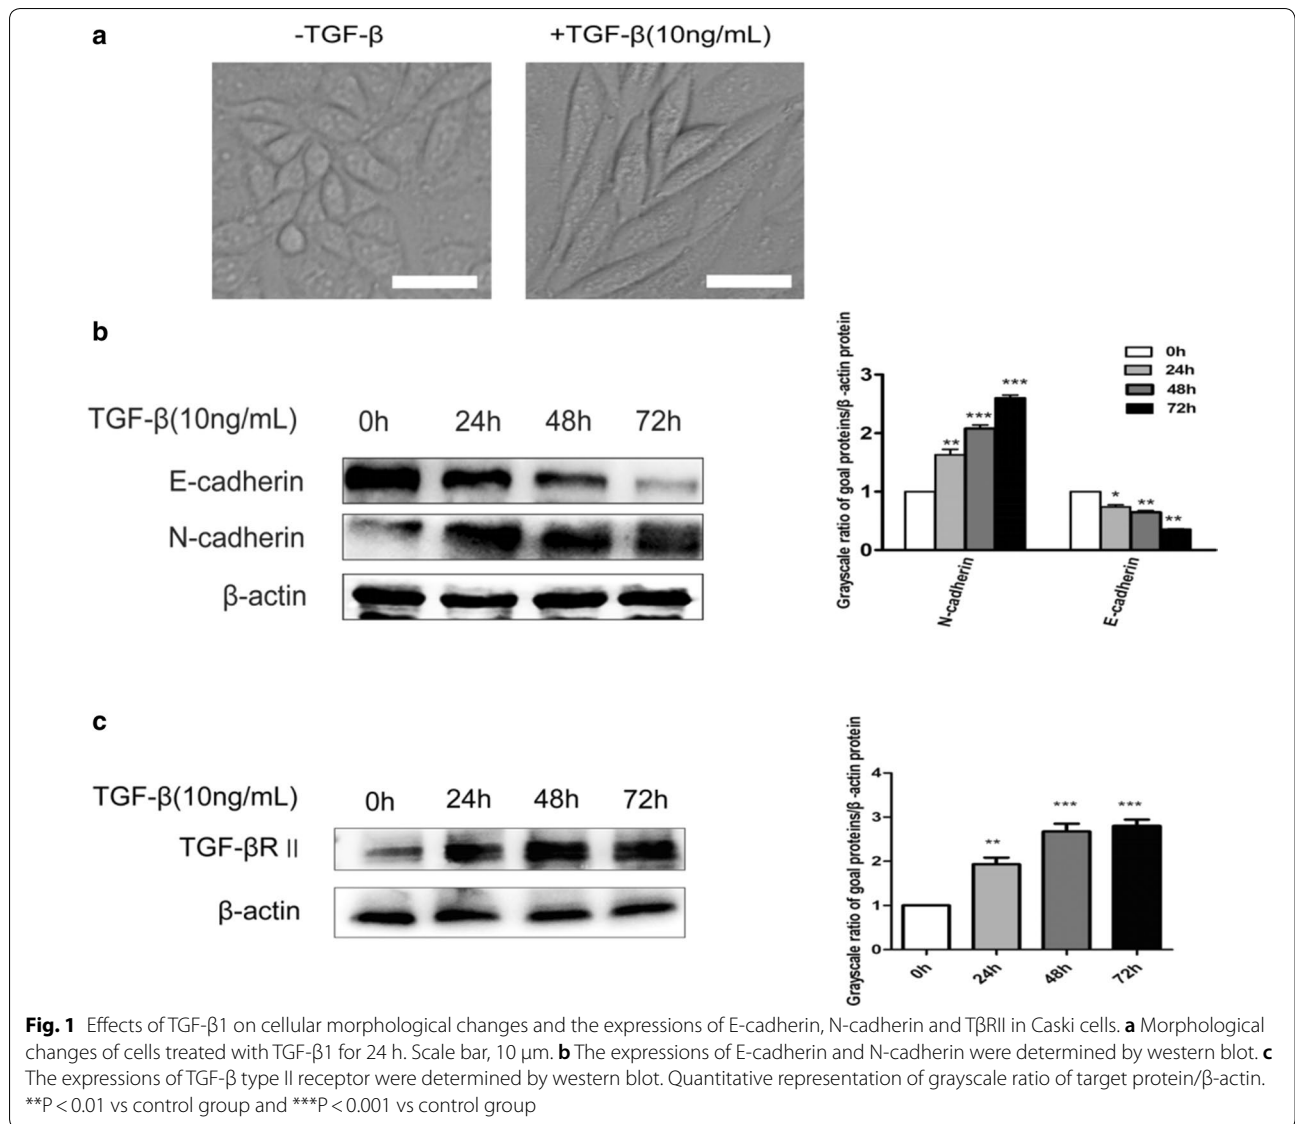 a
-TGF-β
+TGF-β(10ng/mL)
b
TGF-β(10ng/mL)
0h
24h
48h
72h
E-cadherin
N-cadherin
β-actin
Grayscale ratio of goal proteins/β -actin protein
3
2
1
0
**
***
***
*
**
**
0h
24h
48h
72h
N-cadherin
E-cadherin
c
TGF-β(10ng/mL)
0h
24h
48h
72h
TGF-βR II
β-actin
Grayscale ratio of goal proteins/β -actin protein
4
3
2
1
0
**
***
***
0h
24h
48h
72h
Fig. 1 Effects of TGF-β1 on cellular morphological changes and the expressions of E-cadherin, N-cadherin and TβRII in Caski cells. a Morphological
changes of cells treated with TGF-β1 for 24 h. Scale bar, 10 μm. b The expressions of E-cadherin and N-cadherin were determined by western blot. c
The expressions of TGF-β type II receptor were determined by western blot. Quantitative representation of grayscale ratio of target protein/β-actin.
**P < 0.01 vs control group and ***P < 0.001 vs control group